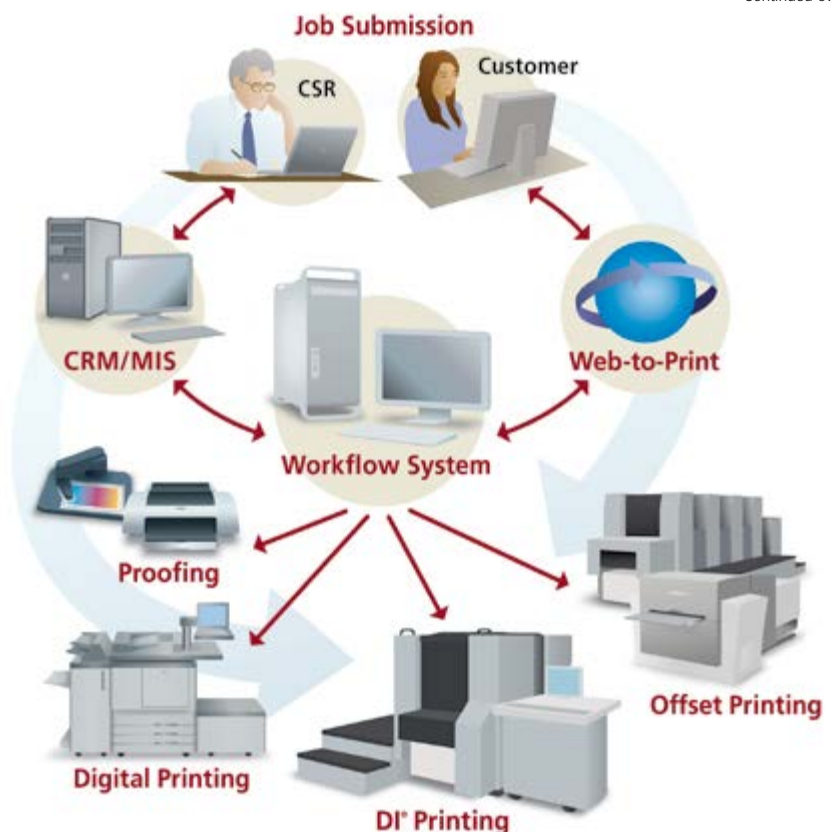 Job Submission
CSR
Customer
CRM/MIS
Web-to-Print
Workflow System
Proofing
Offset Printing
Digital Printing
DI® Printing